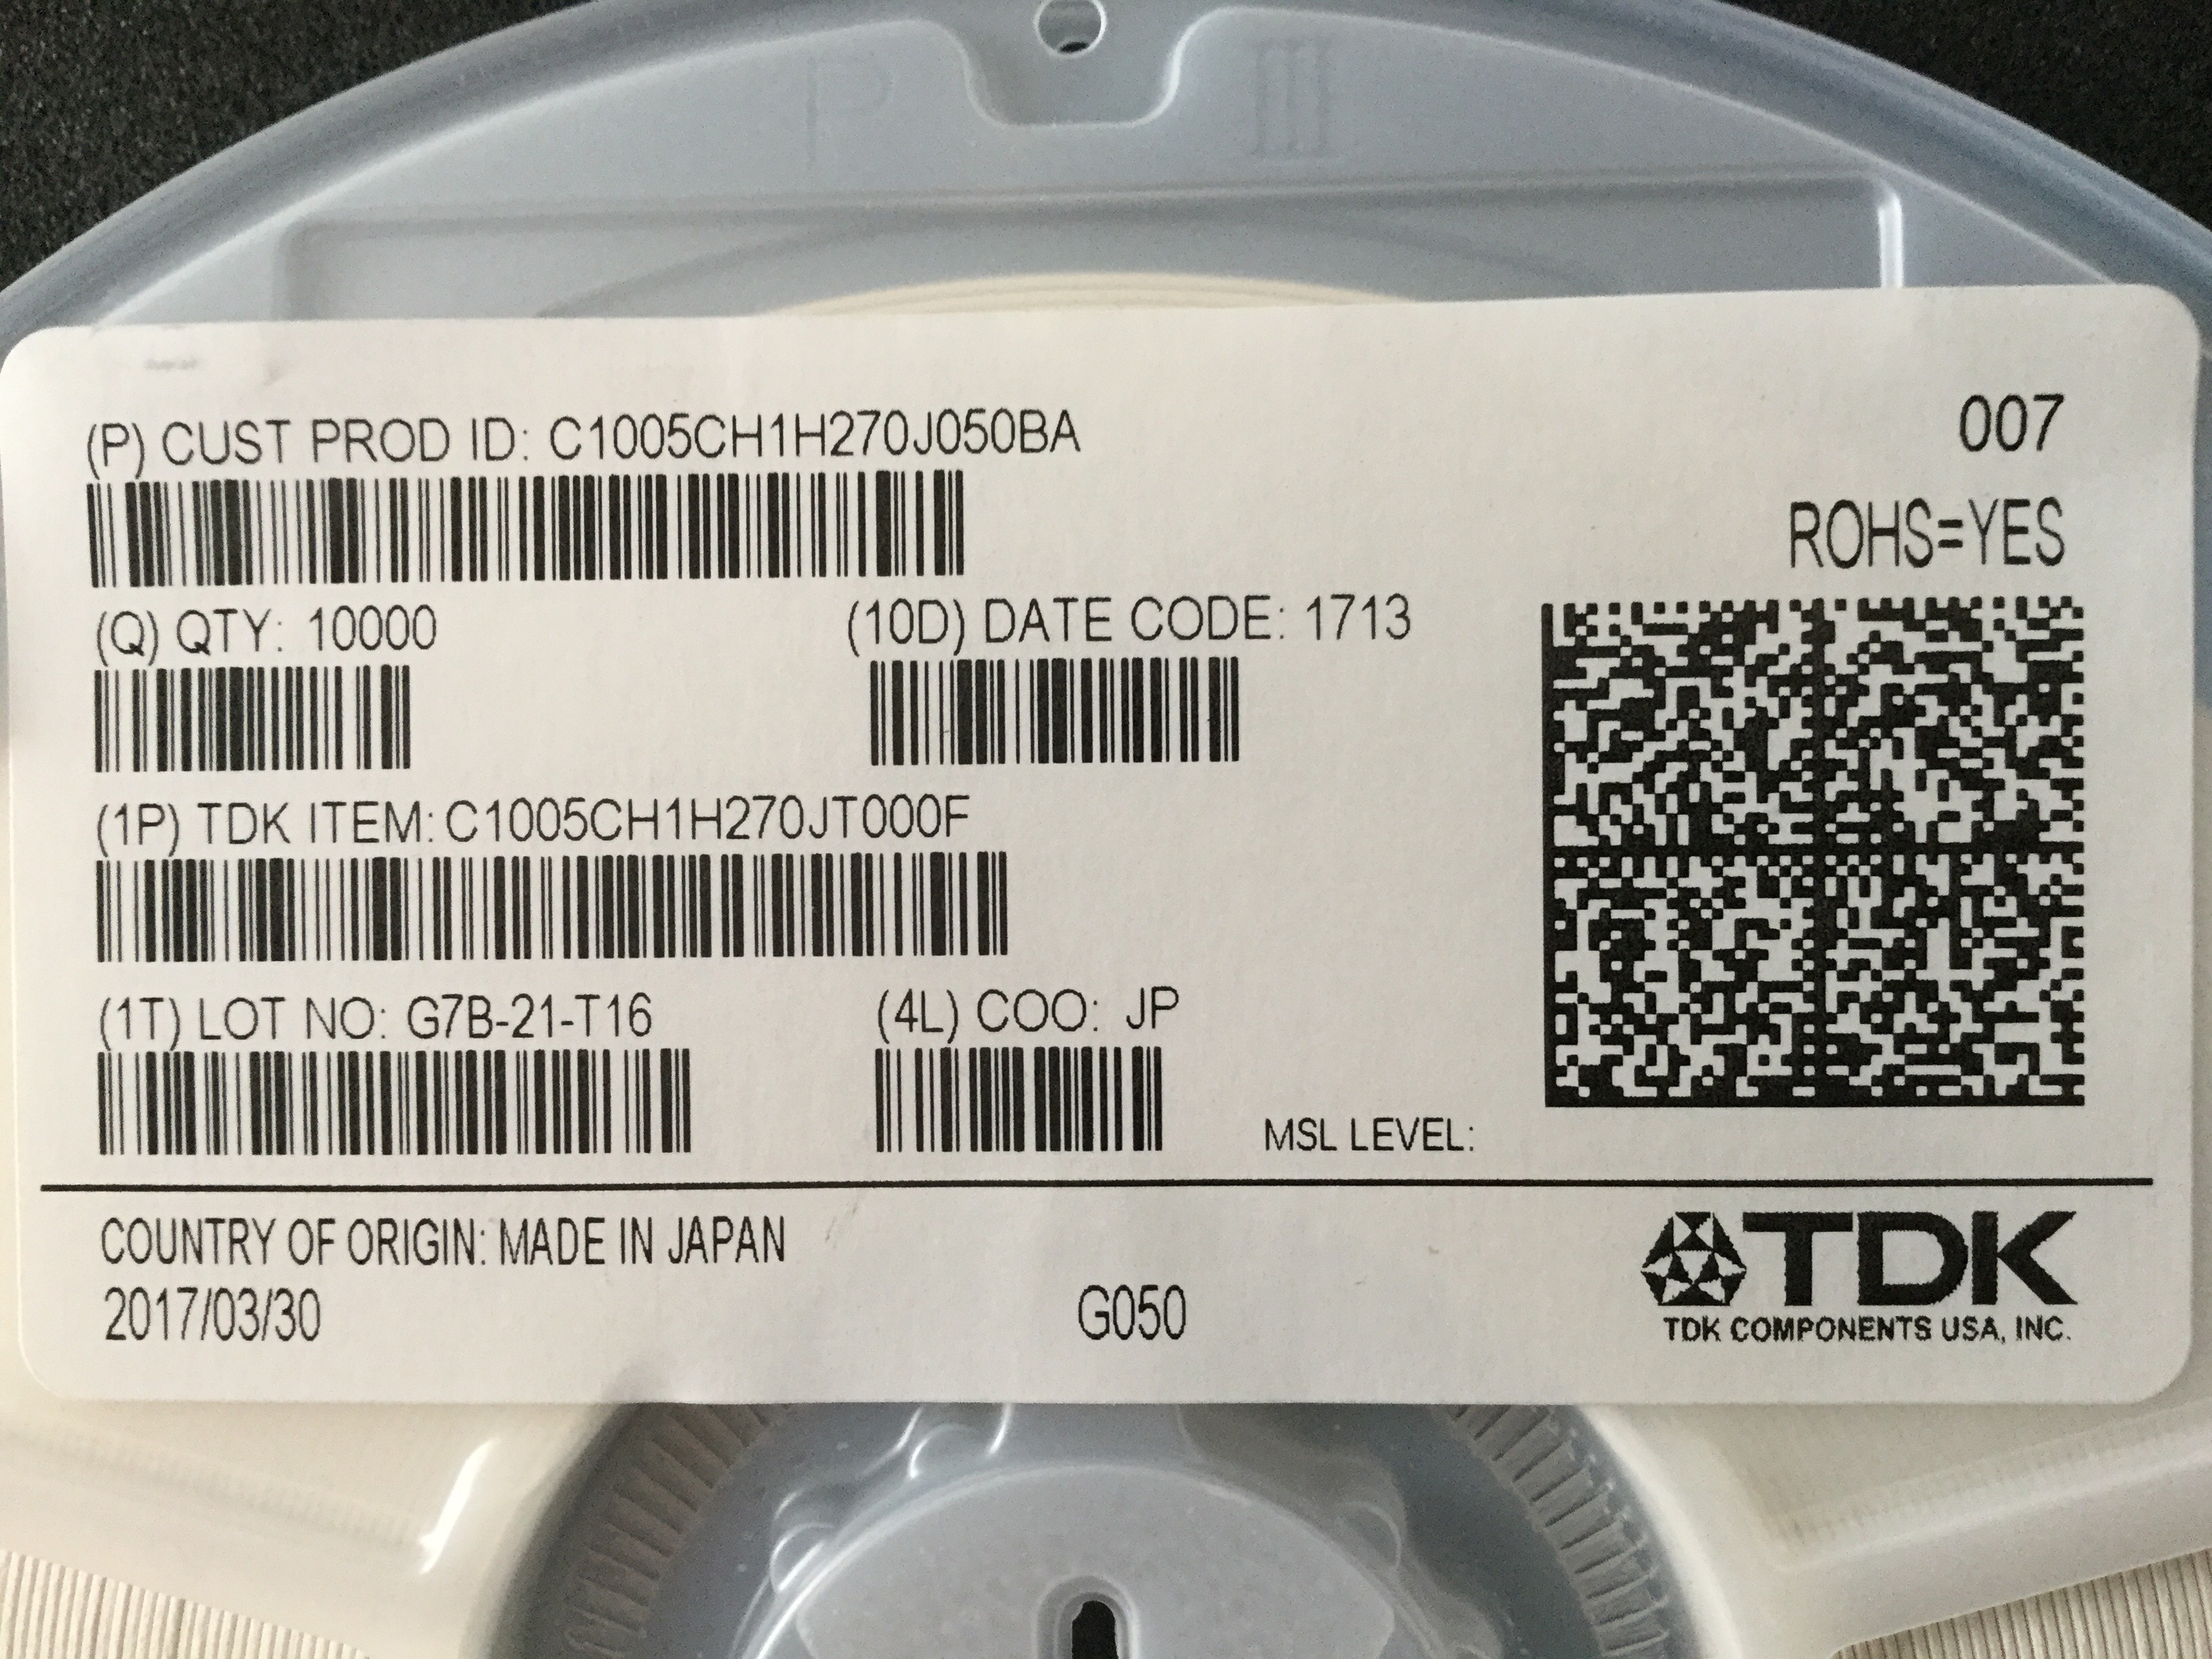 (P) CUST PROD ID: C1005CH1H270J050BA
007
ROHS=YES
(Q) QTY: 10000
(10D) DATE CODE: 1713
(1P) TDK ITEM: C1005CH1H270JT000F
(1T) LOT NO: G7B-21-T16
(4L) COO: JP
MSL LEVEL:
COUNTRY OF ORIGIN: MADE IN JAPAN
2017/03/30
G050
TDK
TDK COMPONENTS USA, INC.